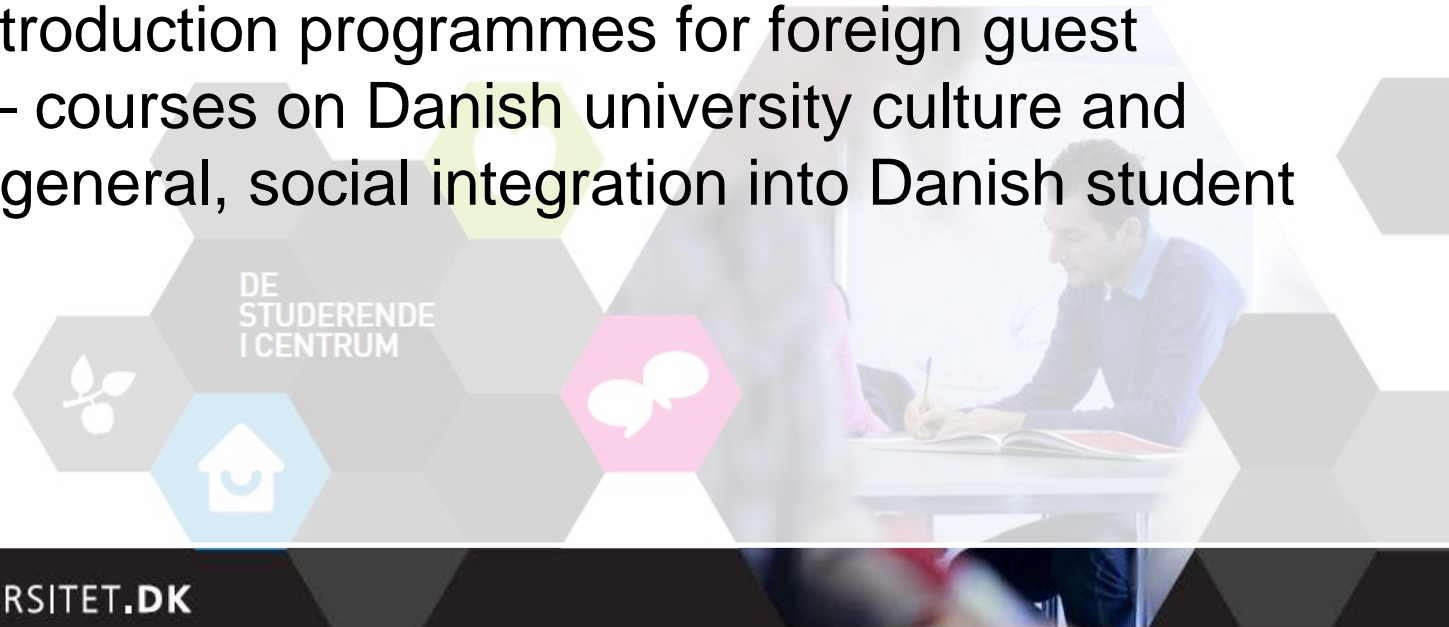 troduction programmes for foreign guest
– courses on Danish university culture and
general, social integration into Danish student
DE
STUDERENDE
I CENTRUM
RSITET.DK